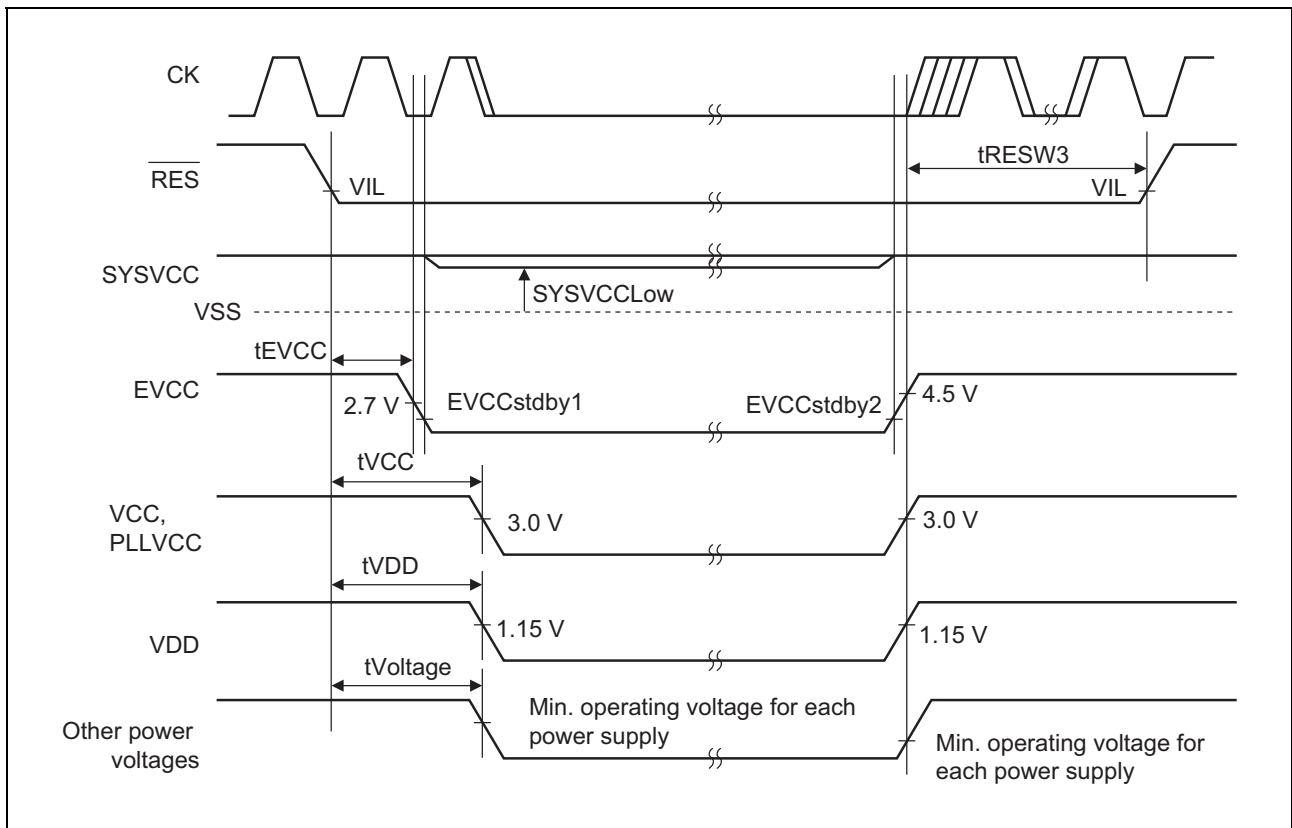 CK
tRESW3
RES
VIL
VIL
SYSVCC
SYSVCCLow
VSS
tEVCC
EVCC
2.7 V
EVCCstdby1
EVCCstdby2
4.5 V
tVCC
VCC,
PLLVCC
3.0 V
3.0 V
tVDD
VDD
1.15 V
1.15 V
tVoltage
Other power
voltages
Min. operating voltage for each
power supply
Min. operating voltage for
each power supply